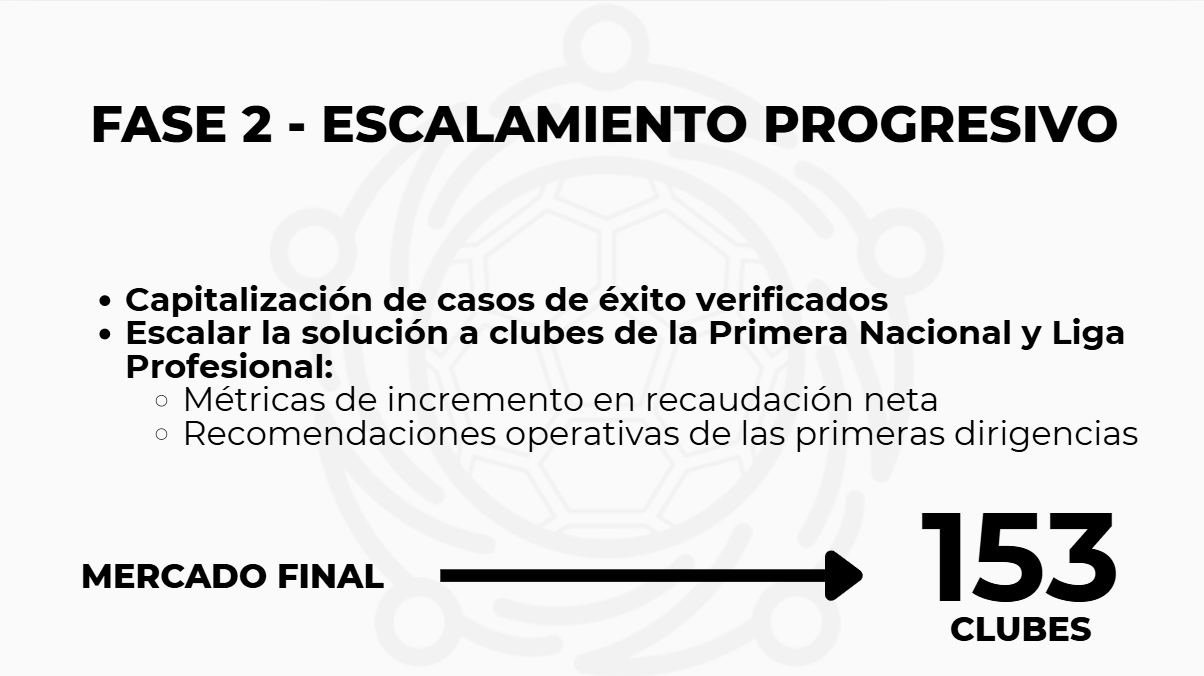 FASE 2 - ESCALAMIENTO PROGRESIVO
• Capitalización de casos de éxito verificados
• Escalar la solución a clubes de la Primera Nacional y Liga
Profesional:
○ Métricas de incremento en recaudación neta
○ Recomendaciones operativas de las primeras dirigencias
MERCADO FINAL
153
CLUBES